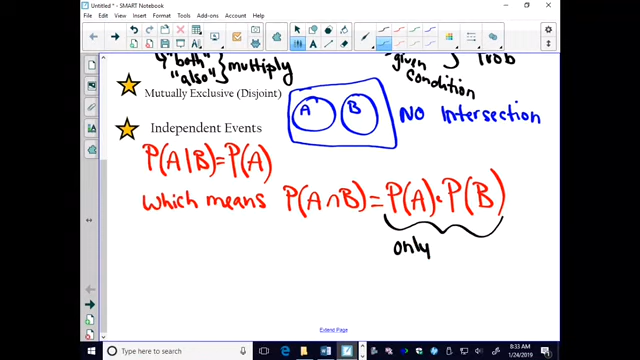 Untitled * - SMART Notebook
File Edit View Insert Format Tools Add-ons Help
"both"
"also" } multiply
"given
condition } Prob
Mutually Exclusive (Disjoint)
A B
NO Intersection
Independent Events
P(A|B)=P(A)
which means P(A∩B)=P(A)·P(B)
only
Extend Page
Type here to search
8:33 AM
1/24/2019